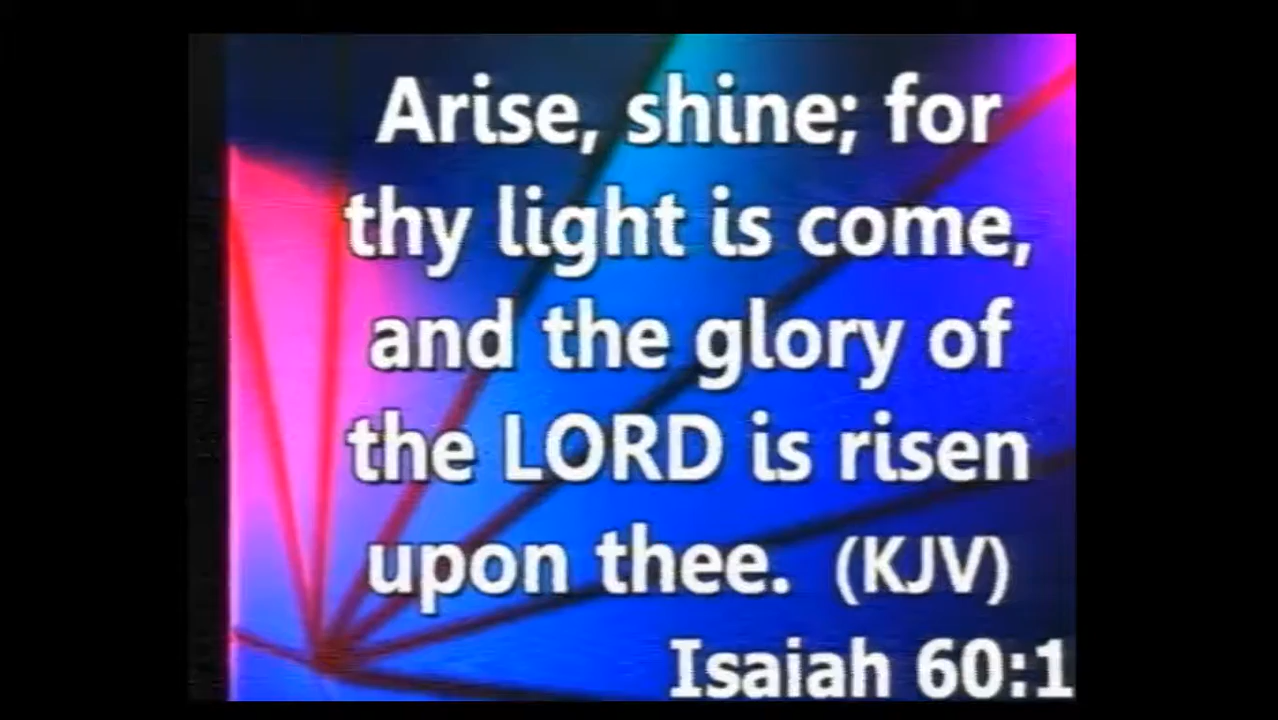 Arise, shine; for
thy light is come,
and the glory of
the LORD is risen
upon thee. (KJV)
Isaiah 60:1